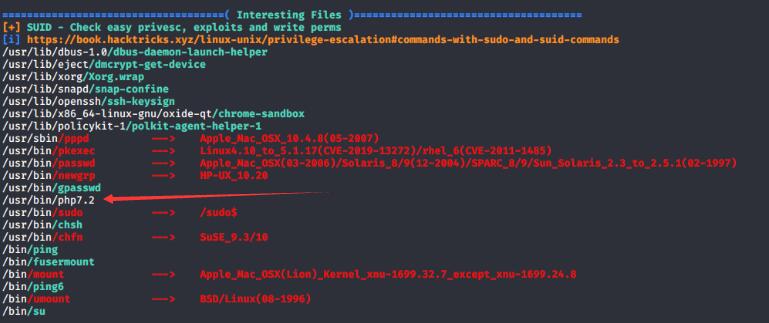 ================================( Interesting Files )=================================
[+] SUID - Check easy privesc, exploits and write perms
[i] https://book.hacktricks.xyz/linux-unix/privilege-escalation#commands-with-sudo-and-suid-commands
/usr/lib/dbus-1.0/dbus-daemon-launch-helper
/usr/lib/eject/dmcrypt-get-device
/usr/lib/xorg/Xorg.wrap
/usr/lib/snapd/snap-confine
/usr/lib/openssh/ssh-keysign
/usr/lib/x86_64-linux-gnu/oxide-qt/chrome-sandbox
/usr/lib/policykit-1/polkit-agent-helper-1
/usr/sbin/pppd ---> Apple_Mac_OSX_10.4.8(05-2007)
/usr/bin/pkexec ---> Linux4.10_to_5.1.17(CVE-2019-13272)/rhel_6(CVE-2011-1485)
/usr/bin/passwd ---> Apple_Mac_OSX(03-2006)/Solaris_8/9(12-2004)/SPARC_8/9/Sun_Solaris_2.3_to_2.5.1(02-1997)
/usr/bin/newgrp ---> HP-UX_10.20
/usr/bin/gpasswd
/usr/bin/php7.2
/usr/bin/sudo ---> /sudo$
/usr/bin/chsh
/usr/bin/chfn ---> SuSE_9.3/10
/bin/ping
/bin/fusermount
/bin/mount ---> Apple_Mac_OSX(Lion)_Kernel_xnu-1699.32.7_except_xnu-1699.24.8
/bin/ping6
/bin/umount ---> BSD/Linux(08-1996)
/bin/su